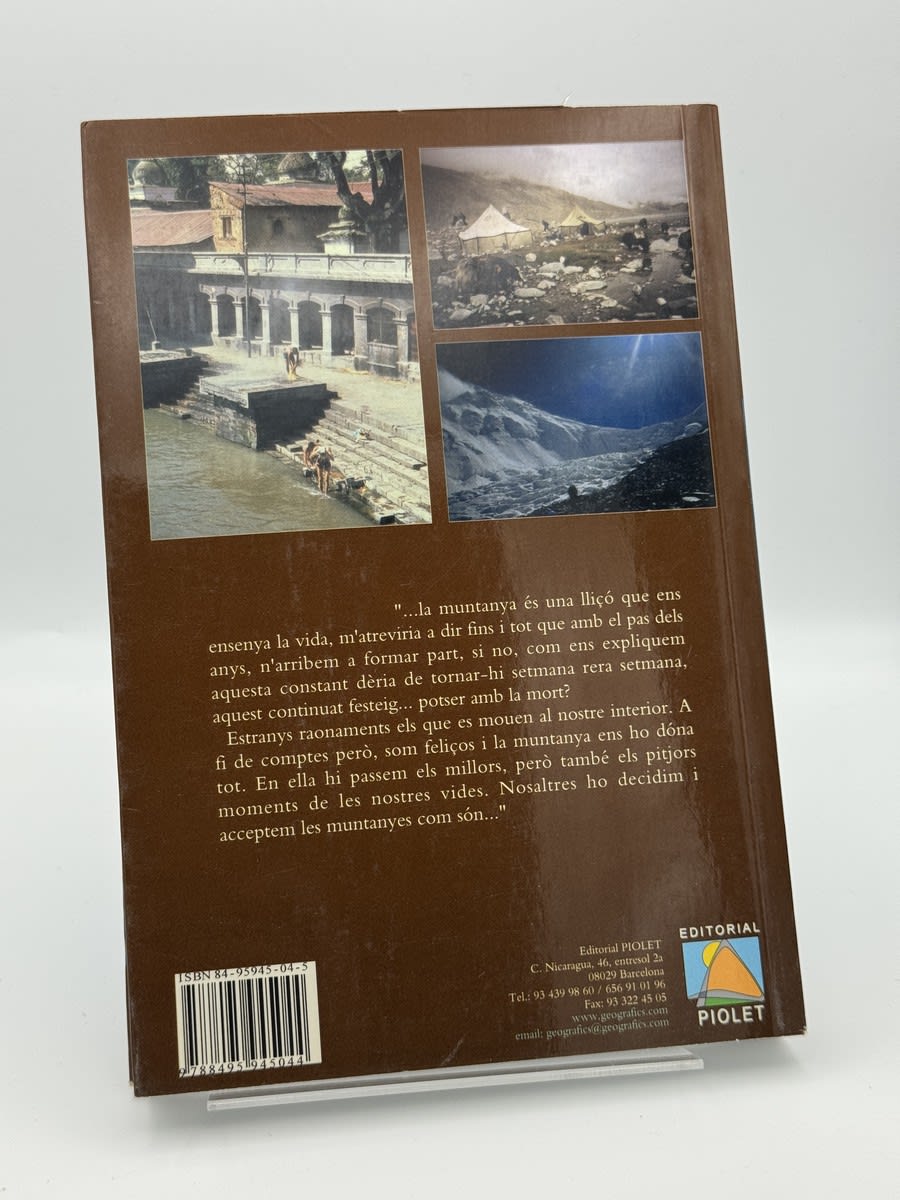 "...la muntanya és una lliçó que ens
ensenya la vida, m'atreviria a dir fins i tot que amb el pas dels
anys, n'arribem a formar part, si no, com ens expliquem
aquesta constant dèria de tornar-hi setmana rera setmana,
aquest continuat festeig... potser amb la mort?
Estranys raonaments els que es mouen al nostre interior. A
fi de comptes però, som feliços i la muntanya ens ho dóna
tot. En ella hi passem els millors, però també els pitjors
moments de les nostres vides. Nosaltres ho decidim i
acceptem les muntanyes com són..."
ISBN 84-95945-04-5
9788495945044
Editorial PIOLET
C. Nicaragua, 46, entresol 2a
08029 Barcelona
Tel.: 93 439 98 60 / 656 91 01 96
Fax: 93 322 45 05
www.geografics.com
email: geografics@geografics.com
EDITORIAL
PIOLET